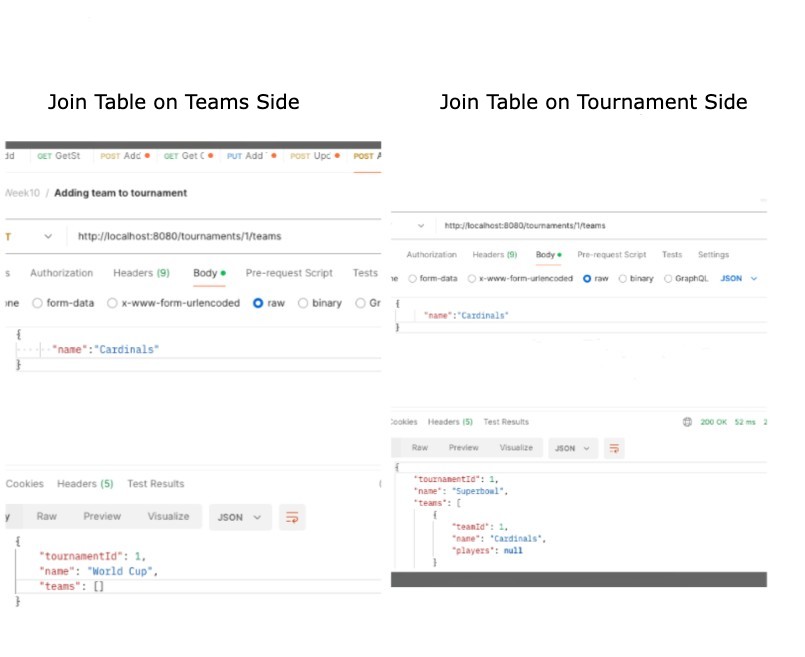 Join Table on Teams Side
dd GET GetSt POST Add GET Get C PUT Add POST Upc POST A
Week10 / Adding team to tournament
T http://localhost:8080/tournaments/1/teams
s Authorization Headers (9) Body Pre-request Script Tests
ne form-data x-www-form-urlencoded raw binary Gr
{
"name":"Cardinals"
}
Cookies Headers (5) Test Results
y Raw Preview Visualize JSON
{
"tournamentId": 1,
"name": "World Cup",
"teams": []
}
Join Table on Tournament Side
http://localhost:8080/tournaments/1/teams
Authorization Headers (9) Body Pre-request Script Tests Settings
ne form-data x-www-form-urlencoded raw binary GraphQL JSON
{
"name":"Cardinals"
}
Cookies Headers (5) Test Results 200 OK 52 ms 2
Raw Preview Visualize JSON
{
"tournamentId": 1,
"name": "Superbowl",
"teams": [
{
"teamId": 1,
"name": "Cardinals",
"players": null
}